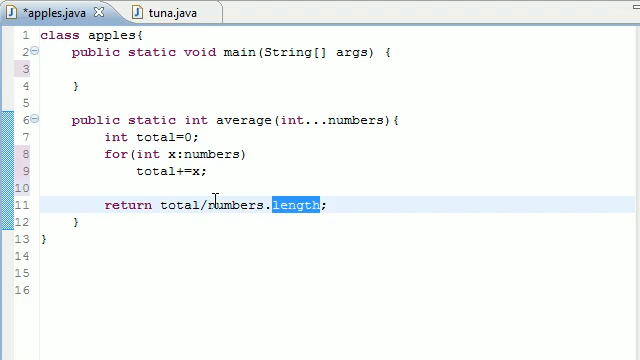 *apples.java tuna.java
1 class apples{
2 public static void main(String[] args) {
3
4 }
5
6 public static int average(int...numbers){
7 int total=0;
8 for(int x:numbers)
9 total+=x;
10
11 return total/numbers.length;
12 }
13 }
14
15
16